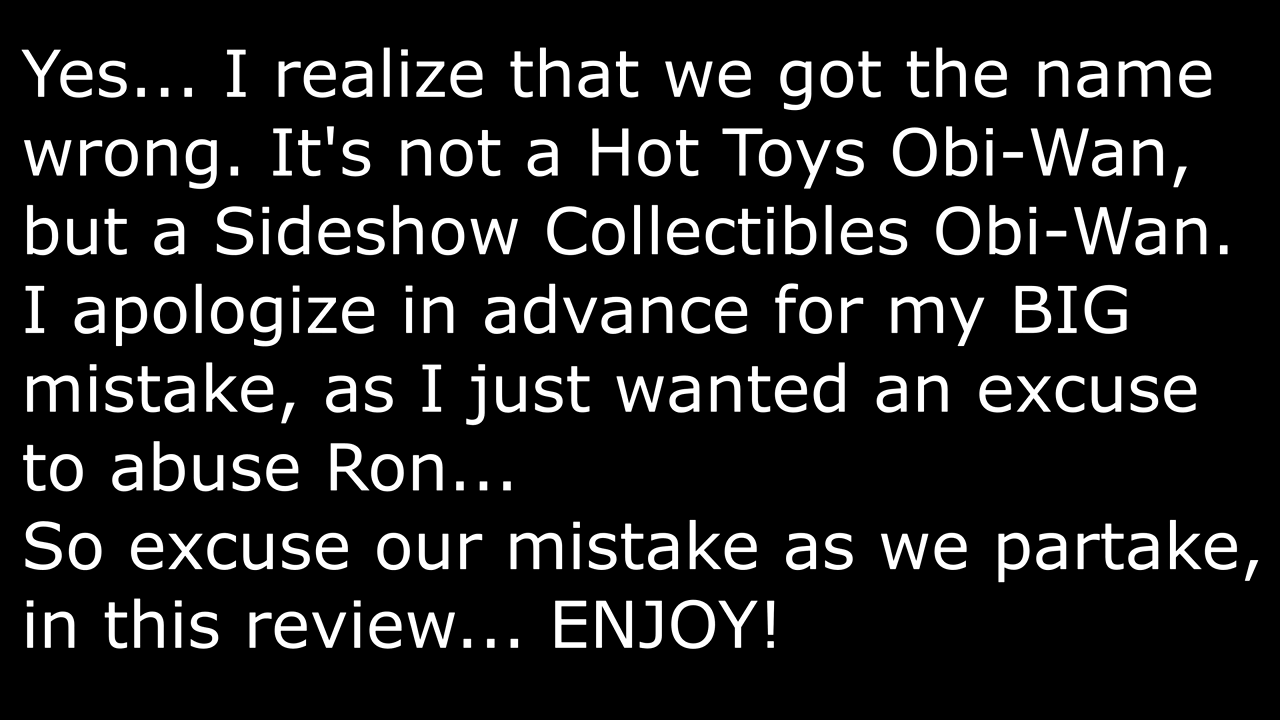 Yes... I realize that we got the name
wrong. It's not a Hot Toys Obi-Wan,
but a Sideshow Collectibles Obi-Wan.
I apologize in advance for my BIG
mistake, as I just wanted an excuse
to abuse Ron...
So excuse our mistake as we partake,
in this review... ENJOY!